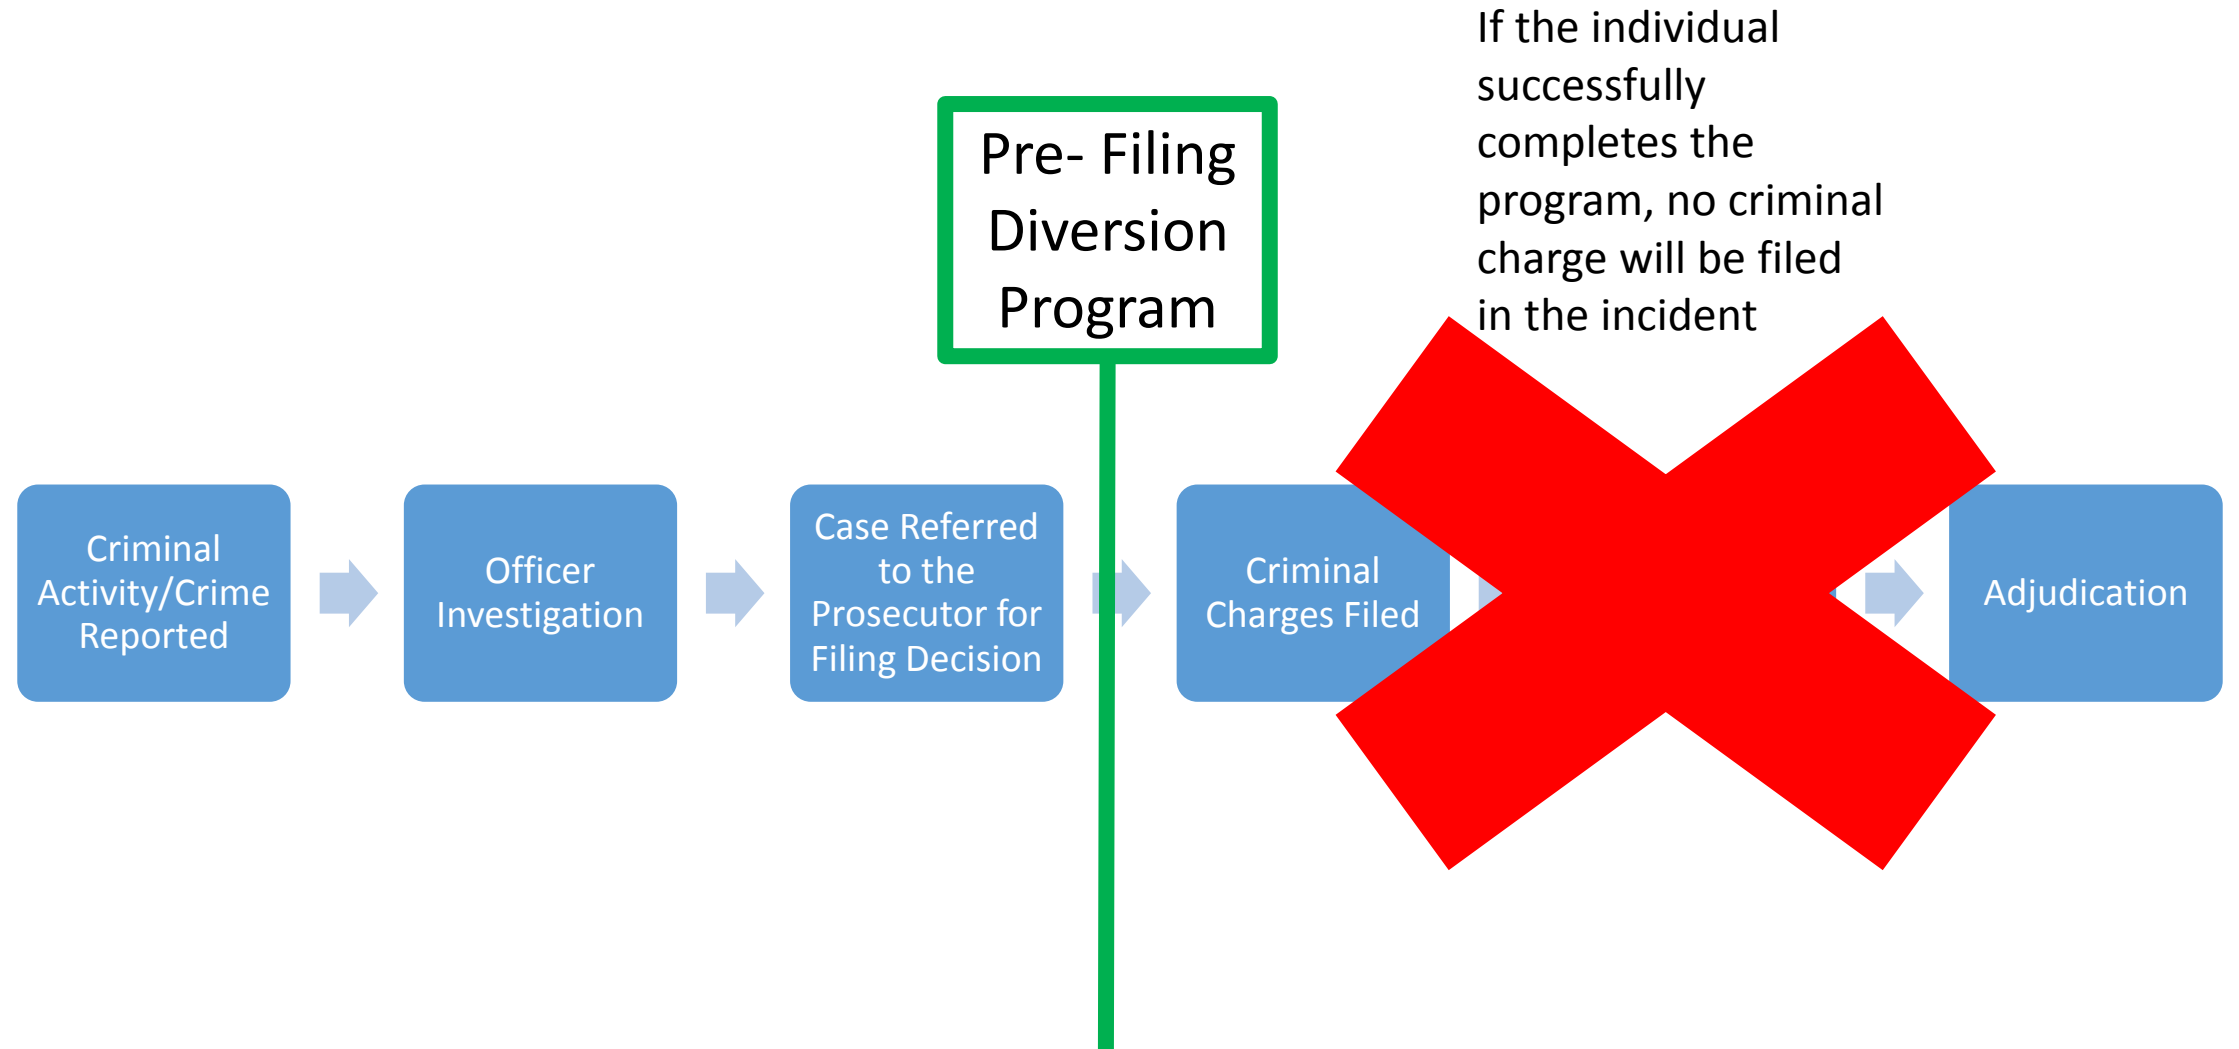 If the individual
successfully
completes the
program, no criminal
charge will be filed
in the incident
Pre- Filing
Diversion
Program
Criminal
Activity/Crime
Reported
Officer
Investigation
Case Referred
to the
Prosecutor for
Filing Decision
Criminal
Charges Filed
Adjudication